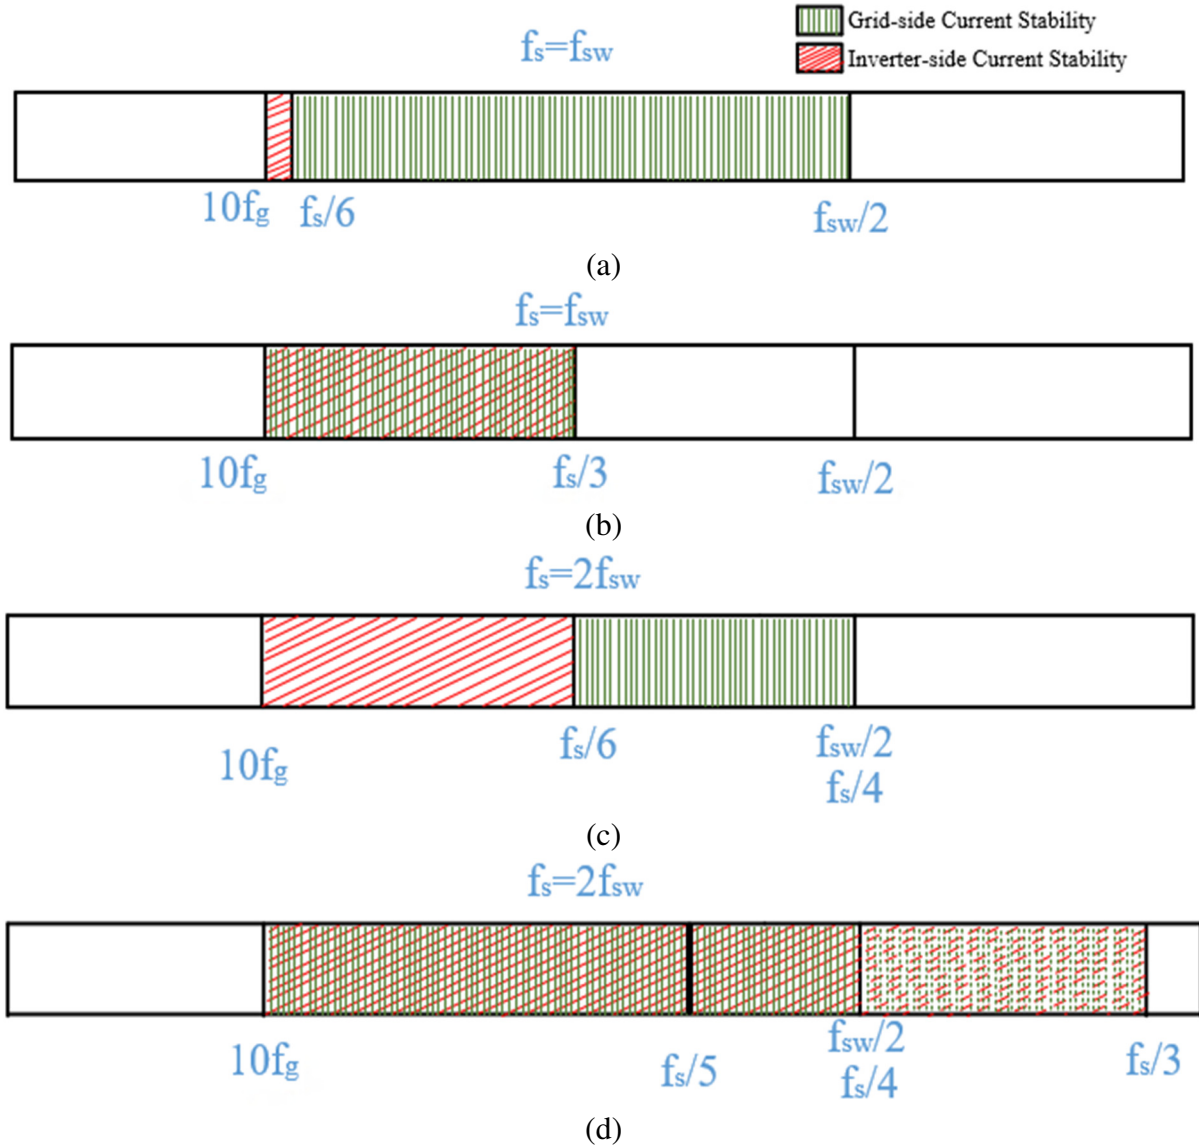 Grid-side Current Stability
Inverter-side Current Stability
fs=fsw
10fg fs/6 fsw/2
(a)
fs=fsw
10fg fs/3 fsw/2
(b)
fs=2fsw
10fg fs/6 fsw/2
fs/4
(c)
fs=2fsw
10fg fs/5 fsw/2 fs/3
fs/4
(d)